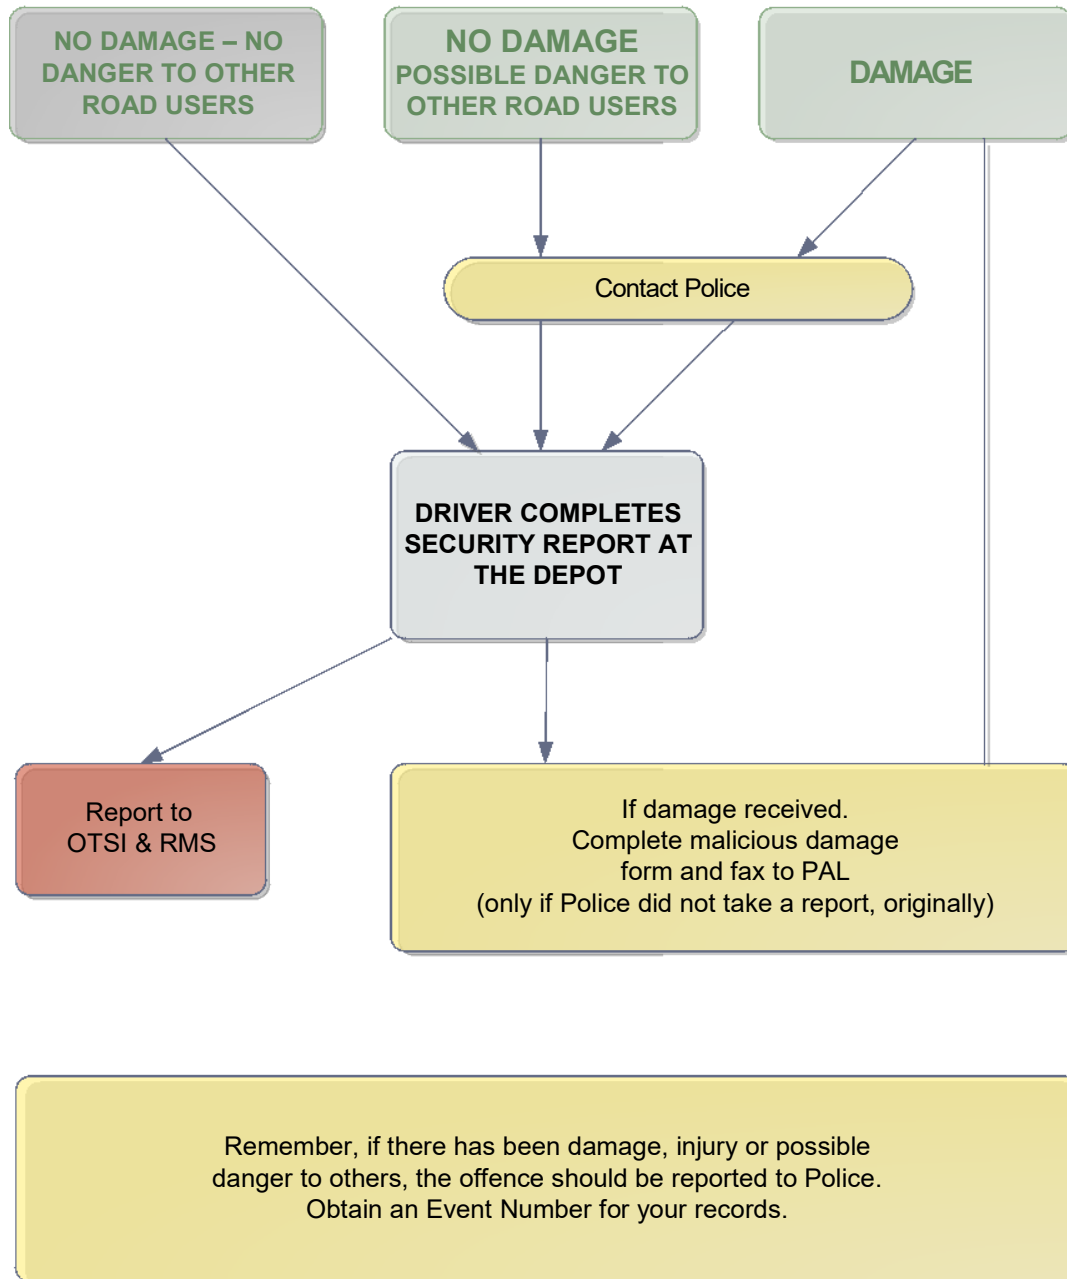 NO DAMAGE – NO
DANGER TO OTHER
ROAD USERS
NO DAMAGE
POSSIBLE DANGER TO
OTHER ROAD USERS
DAMAGE
Contact Police
DRIVER COMPLETES
SECURITY REPORT AT
THE DEPOT
Report to
OTSI & RMS
If damage received.
Complete malicious damage
form and fax to PAL
(only if Police did not take a report, originally)
Remember, if there has been damage, injury or possible
danger to others, the offence should be reported to Police.
Obtain an Event Number for your records.